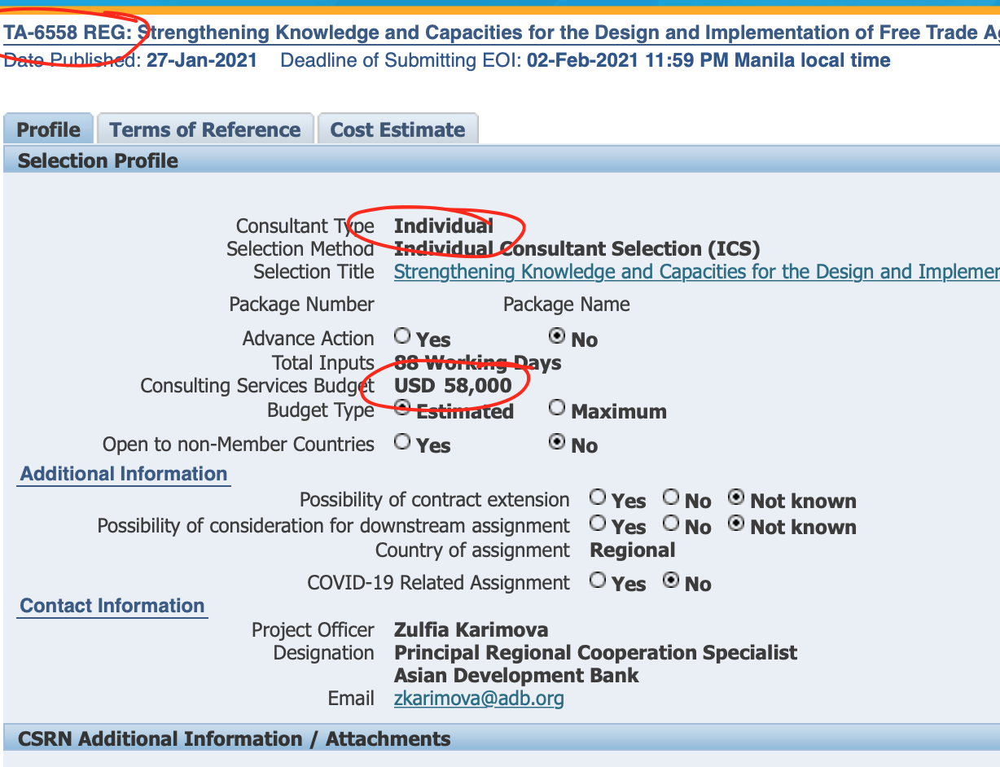 TA-6558 REG: Strengthening Knowledge and Capacities for the Design and Implementation of Free Trade
Date Published: 27-Jan-2021 Deadline of Submitting EOI: 02-Feb-2021 11:59 PM Manila local time
Profile Terms of Reference Cost Estimate
Selection Profile
Consultant Type Individual
Selection Method Individual Consultant Selection (ICS)
Selection Title Strengthening Knowledge and Capacities for the Design and
Package Number Package Name
Advance Action Yes No
Total Inputs 88 Working Days
Consulting Services Budget USD 58,000
Budget Type Estimated Maximum
Open to non-Member Countries Yes No
Additional Information
Possibility of contract extension Yes No Not known
Possibility of consideration for downstream assignment Yes No Not known
Country of assignment Regional
COVID-19 Related Assignment Yes No
Contact Information
Project Officer Zulfia Karimova
Designation Principal Regional Cooperation Specialist
Asian Development Bank
Email zkarimova@adb.org
CSRN Additional Information / Attachments